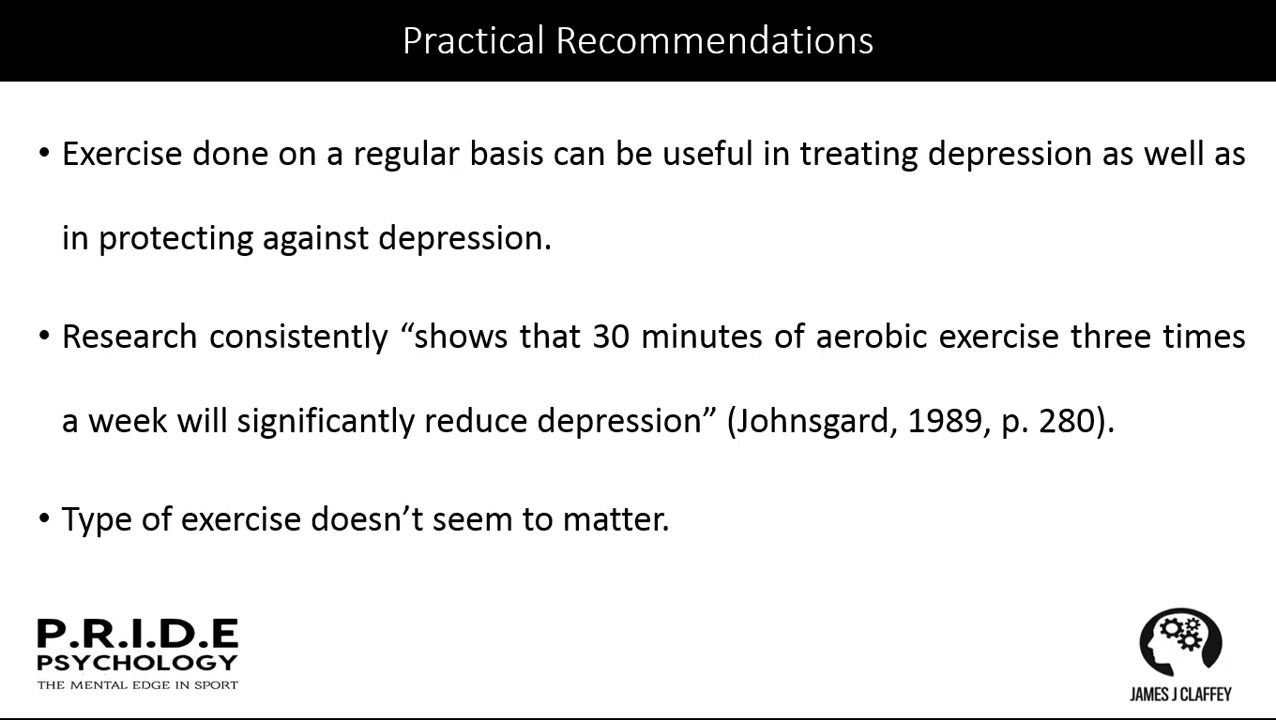 Practical Recommendations
• Exercise done on a regular basis can be useful in treating depression as well as
in protecting against depression.
• Research consistently “shows that 30 minutes of aerobic exercise three times
a week will significantly reduce depression” (Johnsgard, 1989, p. 280).
• Type of exercise doesn’t seem to matter.
P.R.I.D.E
PSYCHOLOGY
THE MENTAL EDGE IN SPORT
JAMES J CLAFFEY